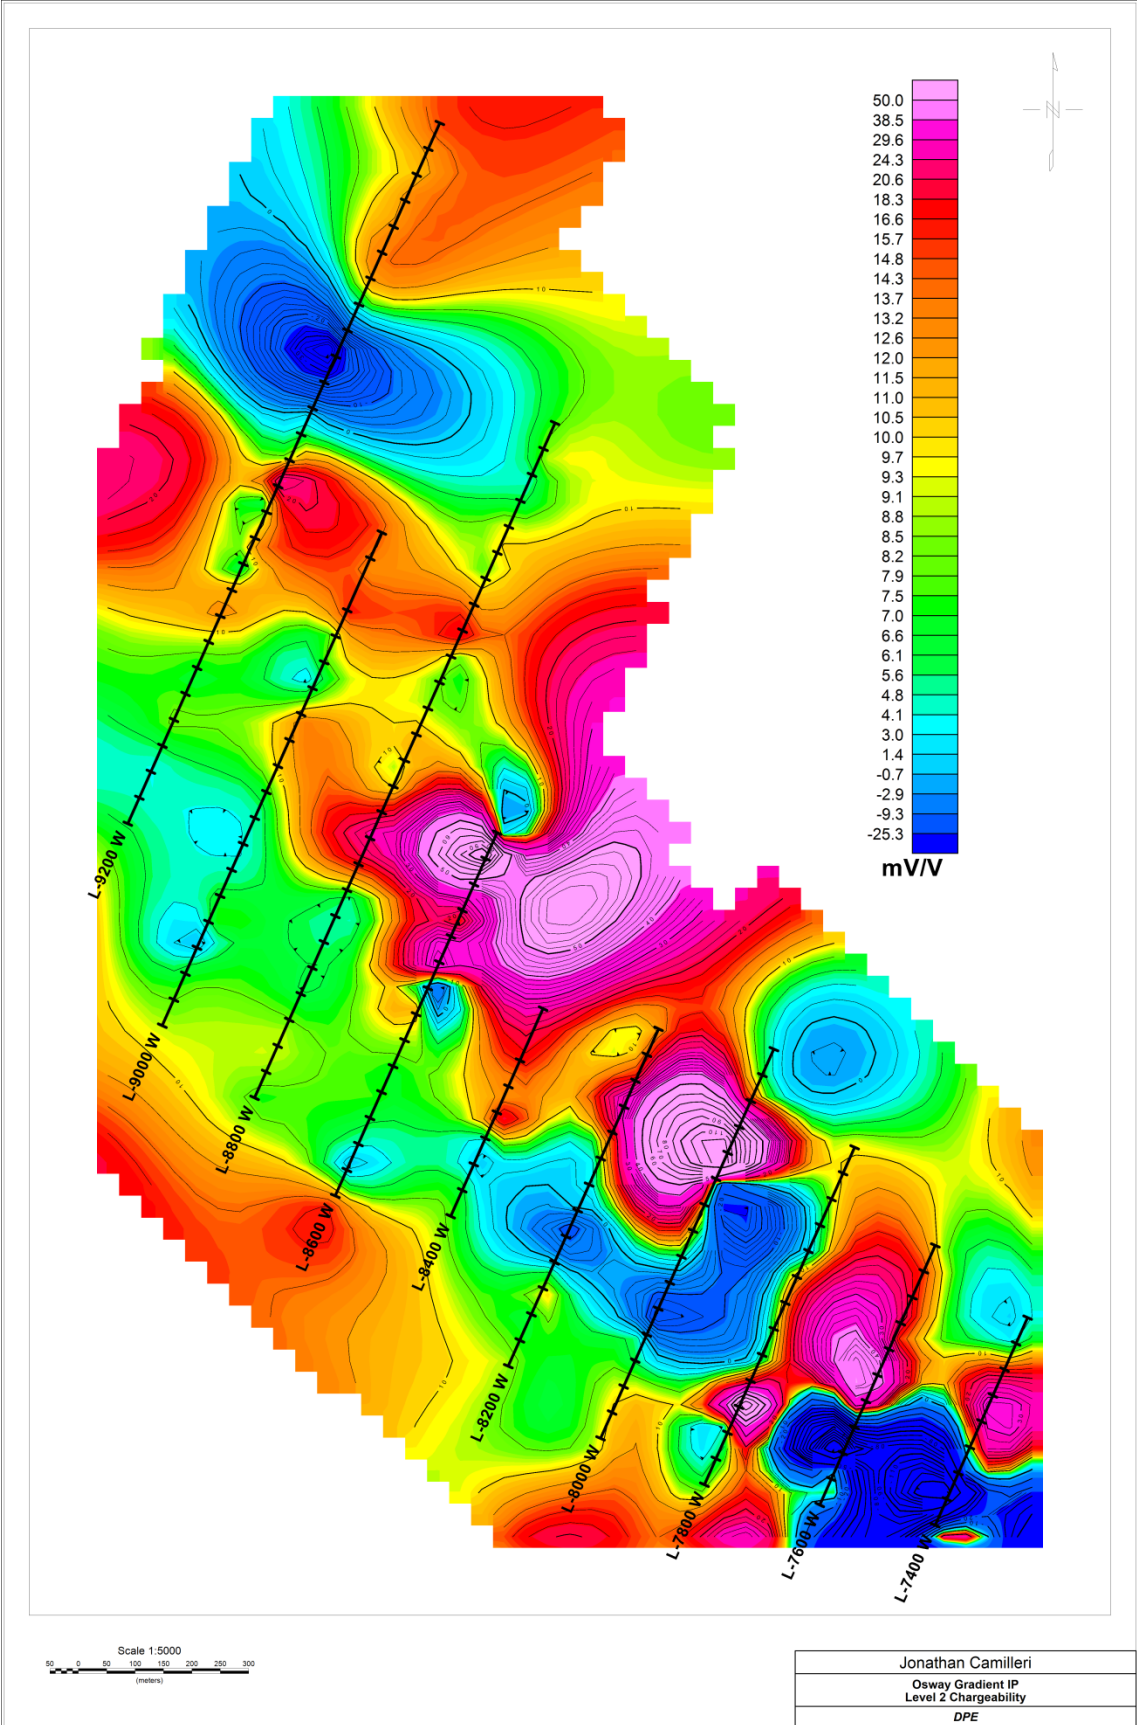 N
50.0
38.5
29.6
24.3
20.6
18.3
16.6
15.7
14.8
14.3
13.7
13.2
12.6
12.0
11.5
11.0
10.5
10.0
9.7
9.3
9.1
8.8
8.5
8.2
7.9
7.5
7.0
6.6
6.1
5.6
4.8
4.1
3.0
1.4
-0.7
-2.9
-9.3
-25.3
mV/V
L-9200 W
L-9000 W
L-8800 W
L-8600 W
L-8400 W
L-8200 W
L-8000 W
L-7800 W
L-7600 W
L-7400 W
Scale 1:5000
50 0 50 100 150 200 250 300
(meters)
Jonathan Camilleri
Osway Gradient IP
Level 2 Chargeability
DPE